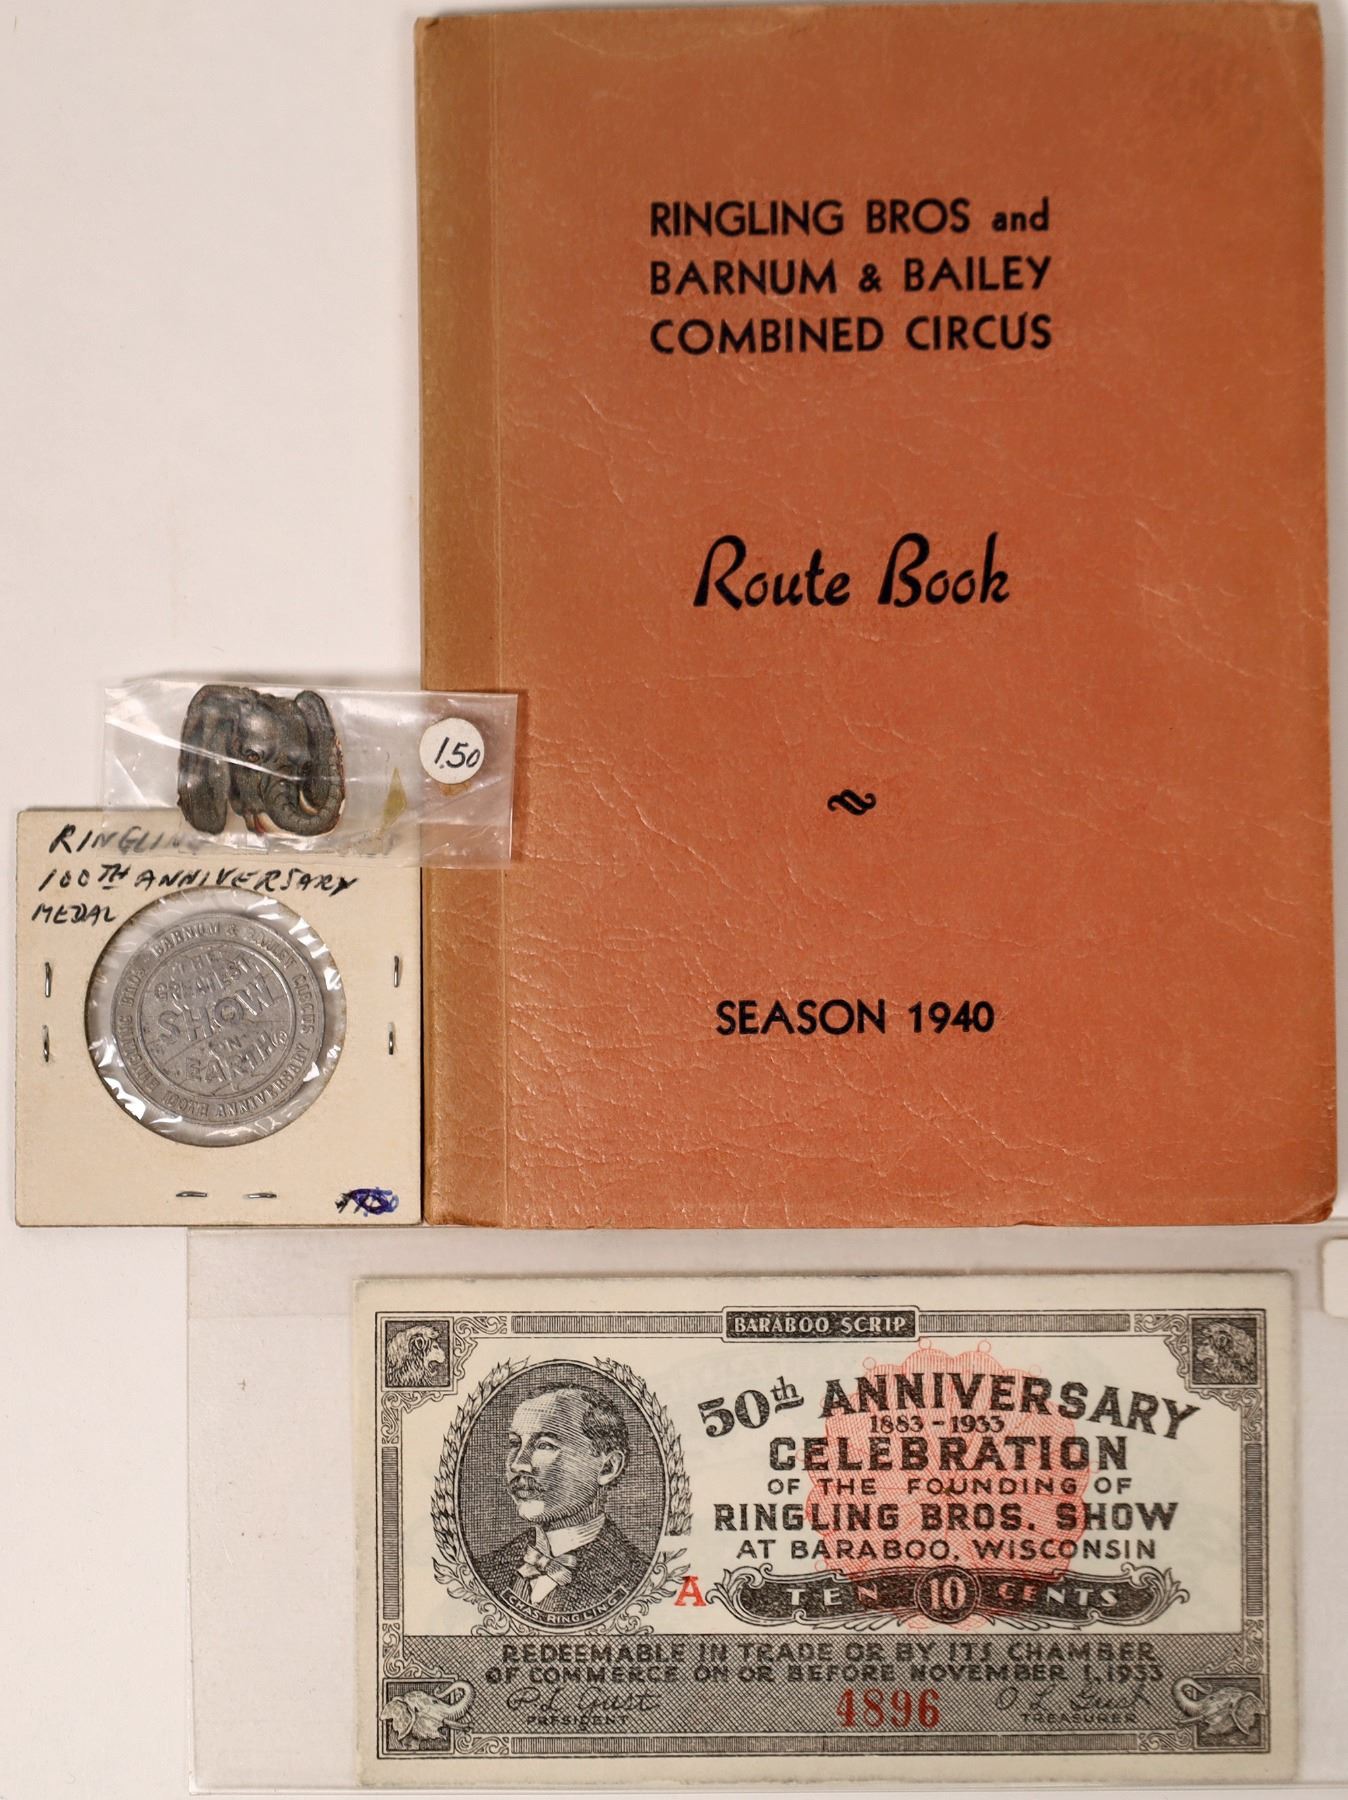 RINGLING BROS and
BARNUM & BAILEY
COMBINED CIRCUS
Route Book
SEASON 1940
1.50
RINGLING
100TH ANNIVERSARY
MEDAL
RINGLING BROS. BARNUM & BAILEY CIRCUS
100TH ANNIVERSARY
THE
GREATEST
SHOW
ON
EARTH
BARABOO SCRIP
50th ANNIVERSARY
1883-1933
CELEBRATION
OF THE FOUNDING OF
RINGLING BROS. SHOW
AT BARABOO, WISCONSIN
A
TEN 10 CENTS
CHAS. RINGLING
REDEEMABLE IN TRADE OR BY ITS CHAMBER
OF COMMERCE ON OR BEFORE NOVEMBER 1, 1933
4896
PRESIDENT
TREASURER